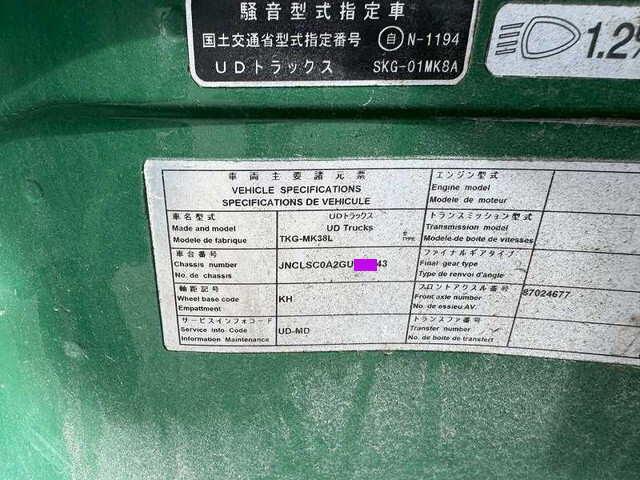 騒音型式指定車
国土交通省型式指定番号 自 N-1194
UDトラックス SKG-01MK8A
1.2
車両主要諸元票
VEHICLE SPECIFICATIONS
SPECIFICATIONS DE VEHICULE
エンジン型式
Engine model
Modele de moteur
車名型式
Made and model
Modele de fabrique
UDトラックス
UD Trucks
TKG-MK38L
TYPE
トランスミッション型式
Transmission model
Modele de boite de vitesses
車台番号
Chassis number
No. de chassis
JNCLSC0A2GU
43
ファイナルギアタイプ
Final gear type
Type de renvoi d'angle
輪距記号
Wheel base code
Empattment
KH
フロントアクスル番号
Front axle number
No. de essieu AV
87024677
サービスインフォコード
Service Info Code
Information Maintenance
UD-MD
トランスファ番号
Transfer number
No. de boite de transfert